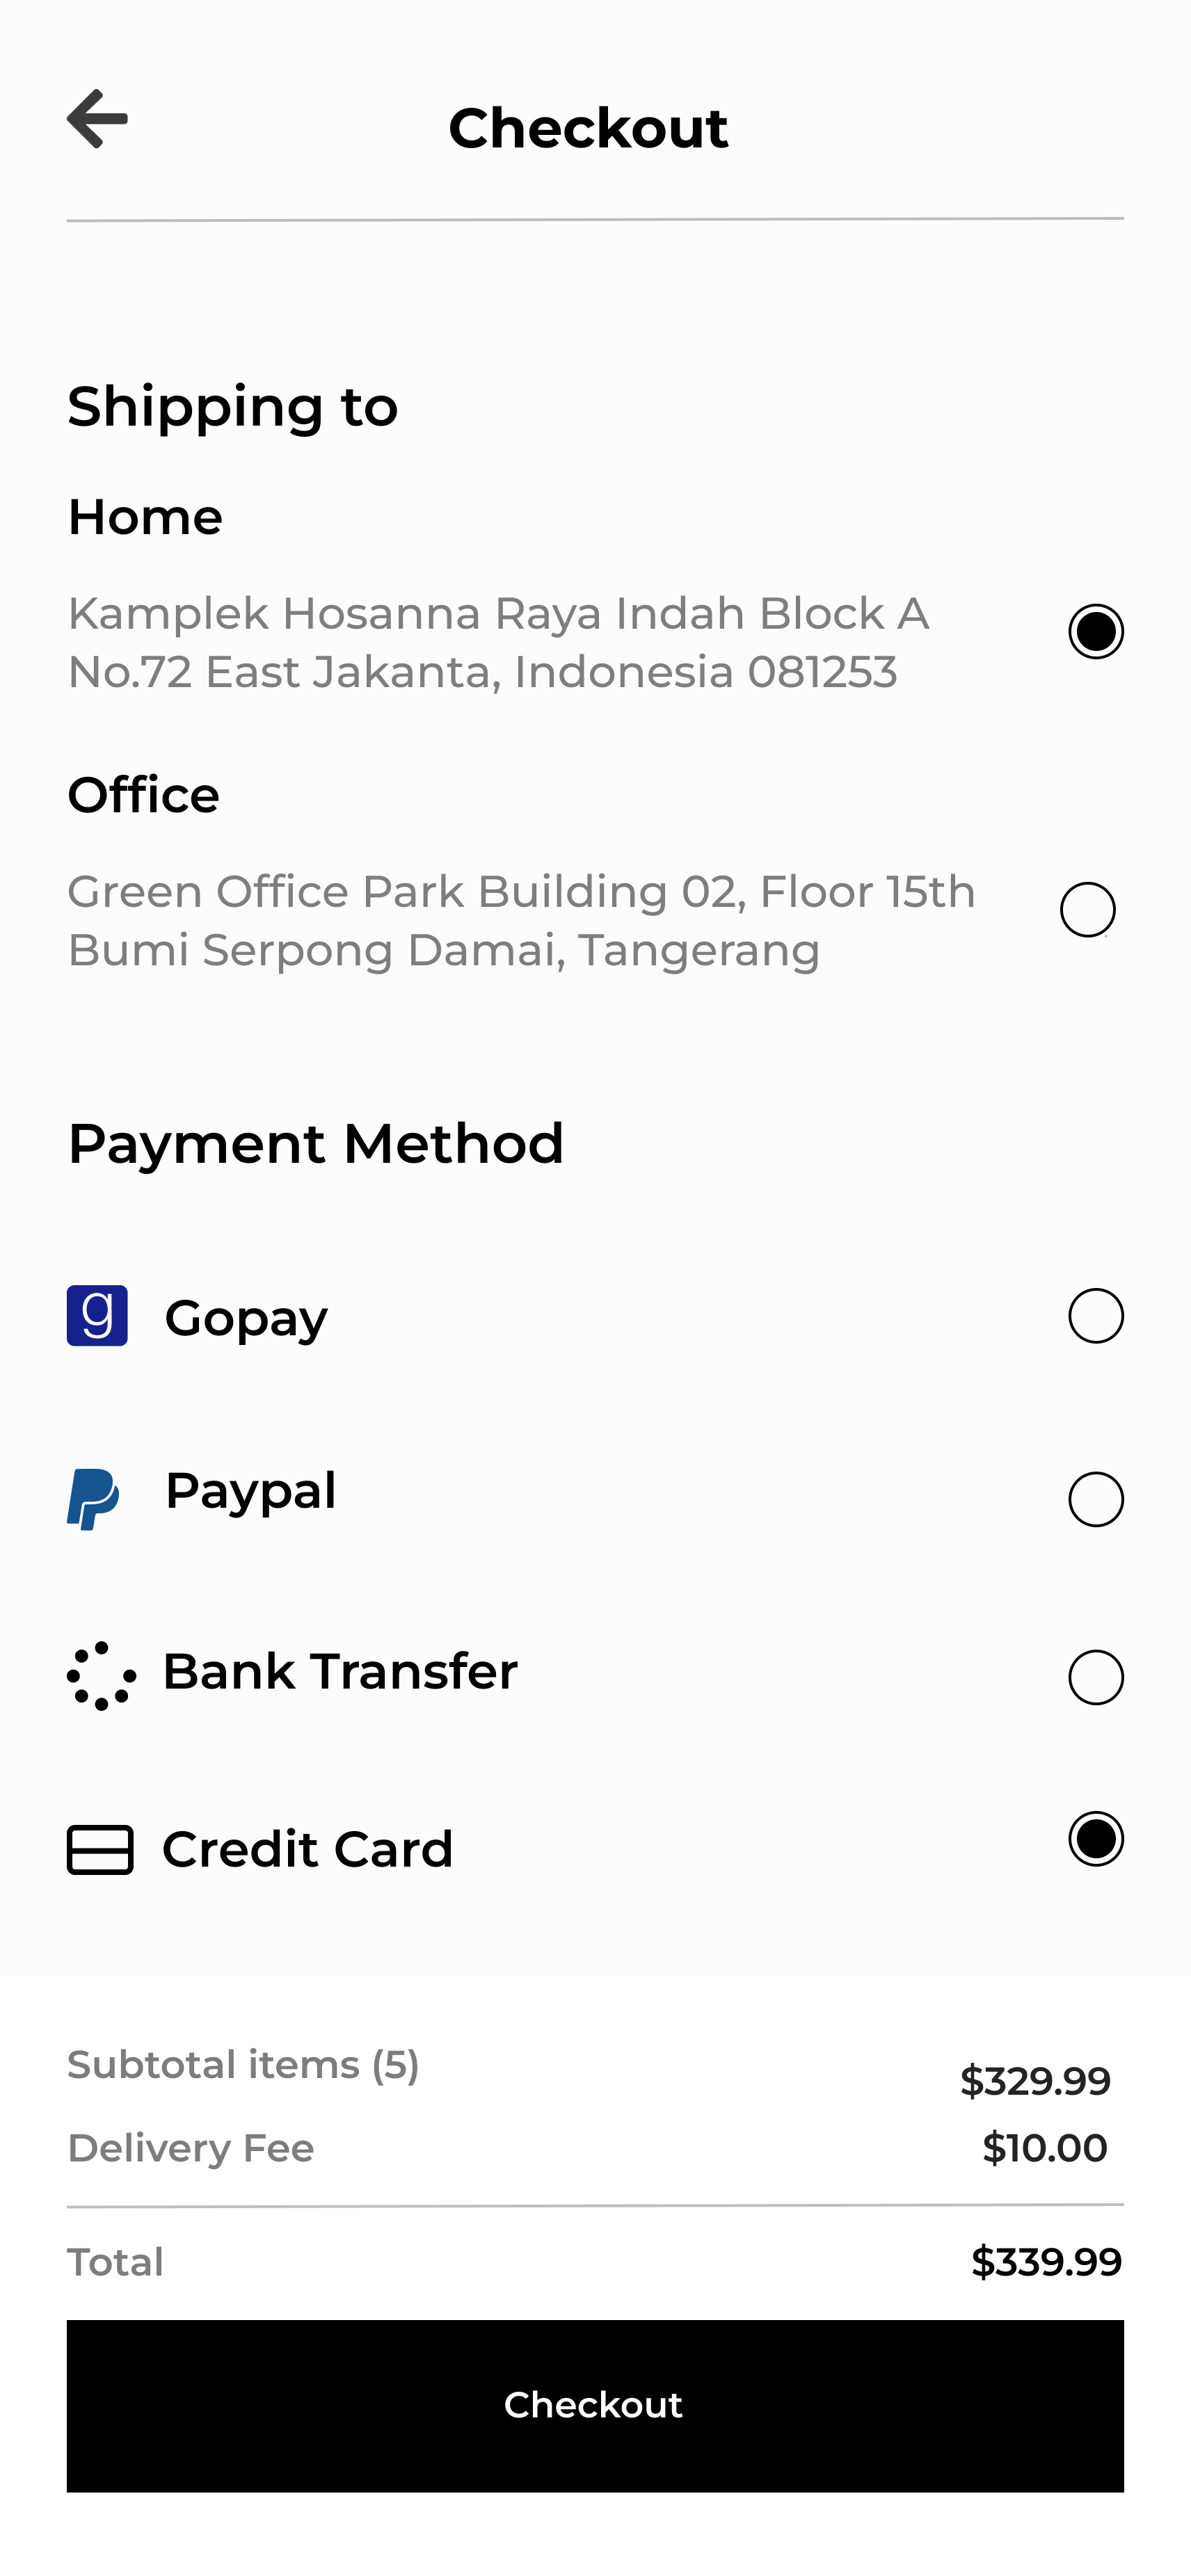 Checkout
Shipping to
Home
Kamplek Hosanna Raya Indah Block A
No.72 East Jakanta, Indonesia 081253
Office
Green Office Park Building 02, Floor 15th
Bumi Serpong Damai, Tangerang
Payment Method
g Gopay
Paypal
Bank Transfer
Credit Card
Subtotal items (5) $329.99
Delivery Fee $10.00
Total $339.99
Checkout